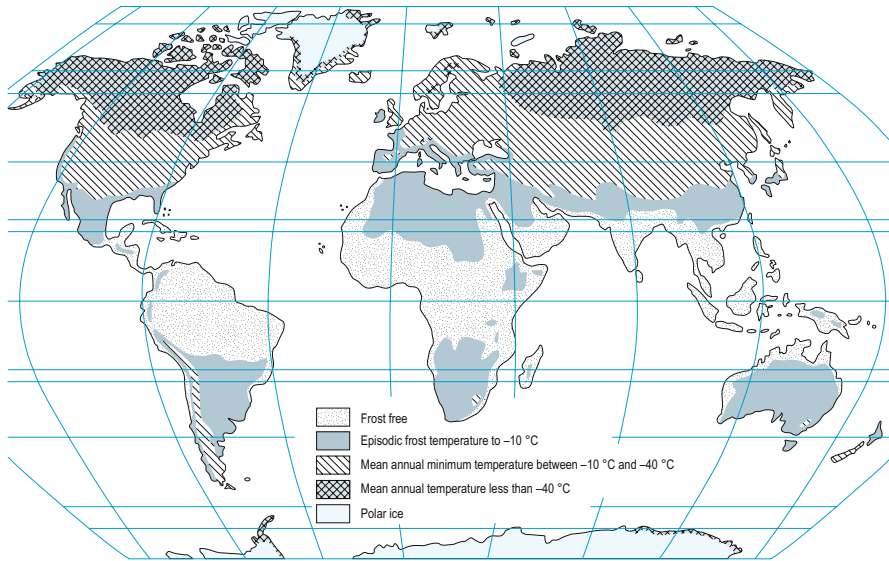 Frost free
Episodic frost temperature to –10 °C
Mean annual minimum temperature between –10 °C and –40 °C
Mean annual temperature less than –40 °C
Polar ice